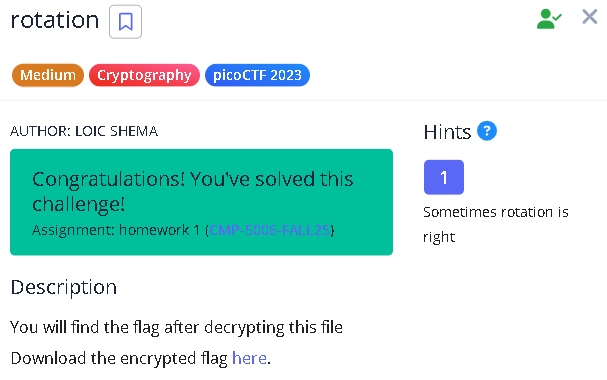 rotation
Medium Cryptography picoCTF 2023
AUTHOR: LOIC SHEMA
Congratulations! You've solved this
challenge!
Assignment: homework 1 (CMP-5006-FALL25)
Hints ?
1
Sometimes rotation is
right
Description
You will find the flag after decrypting this file
Download the encrypted flag here.